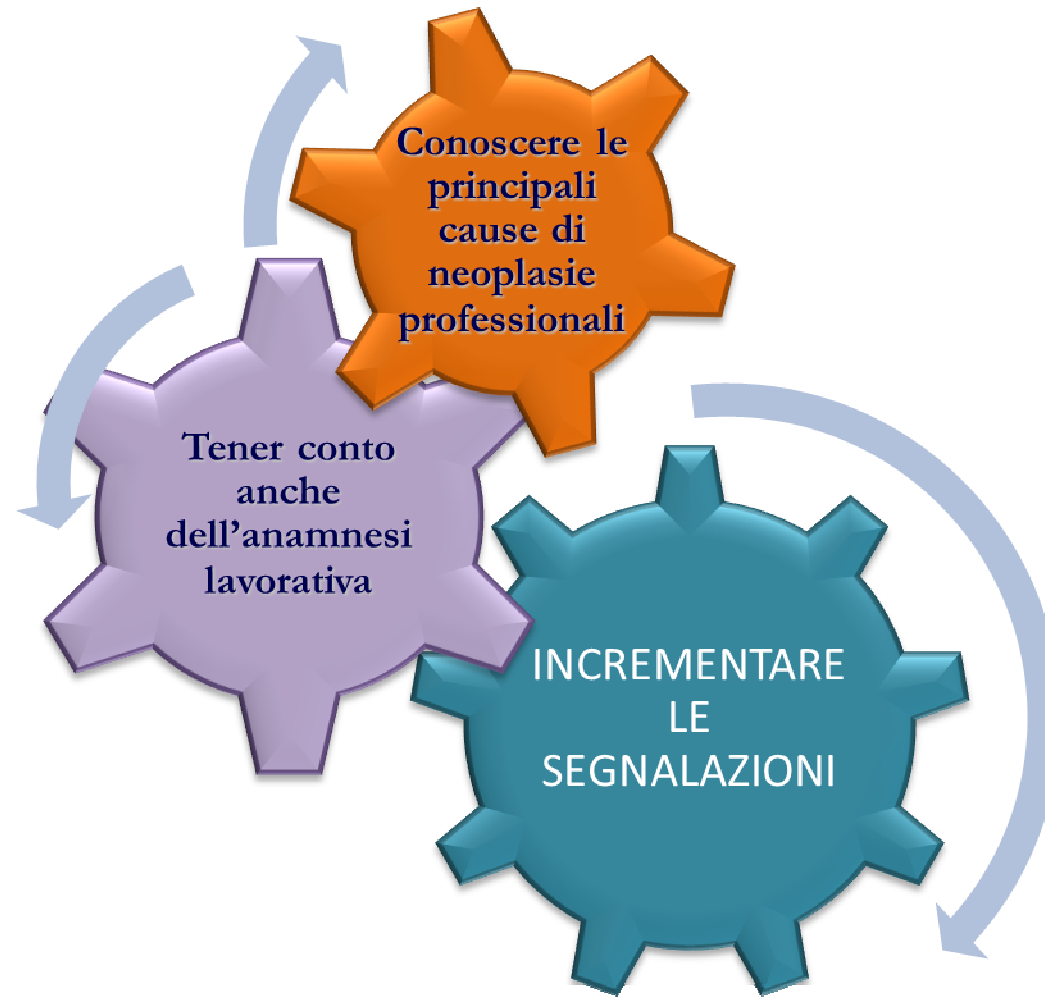 Conoscere le
principali
cause di
neoplasie
professionali
Tener conto
anche
dell’anamnesi
lavorativa
INCREMENTARE
LE
SEGNALAZIONI